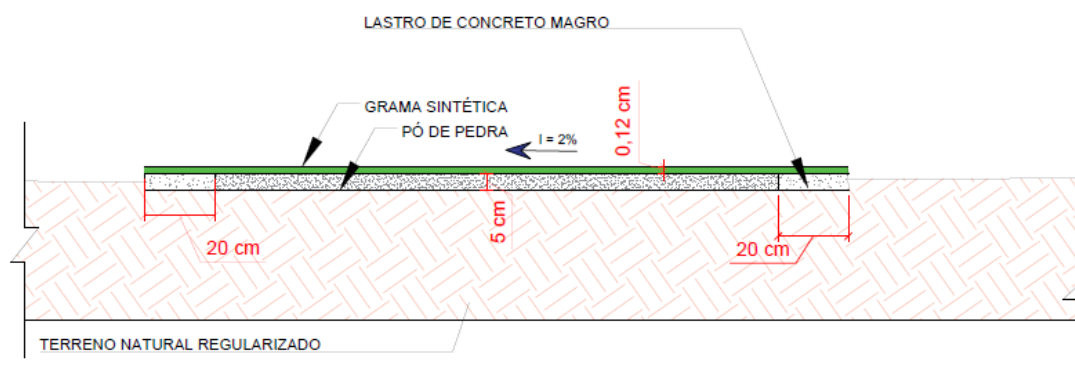 LASTRO DE CONCRETO MAGRO
GRAMA SINTÉTICA
PÓ DE PEDRA
I = 2%
0,12 cm
20 cm
5 cm
20 cm
TERRENO NATURAL REGULARIZADO